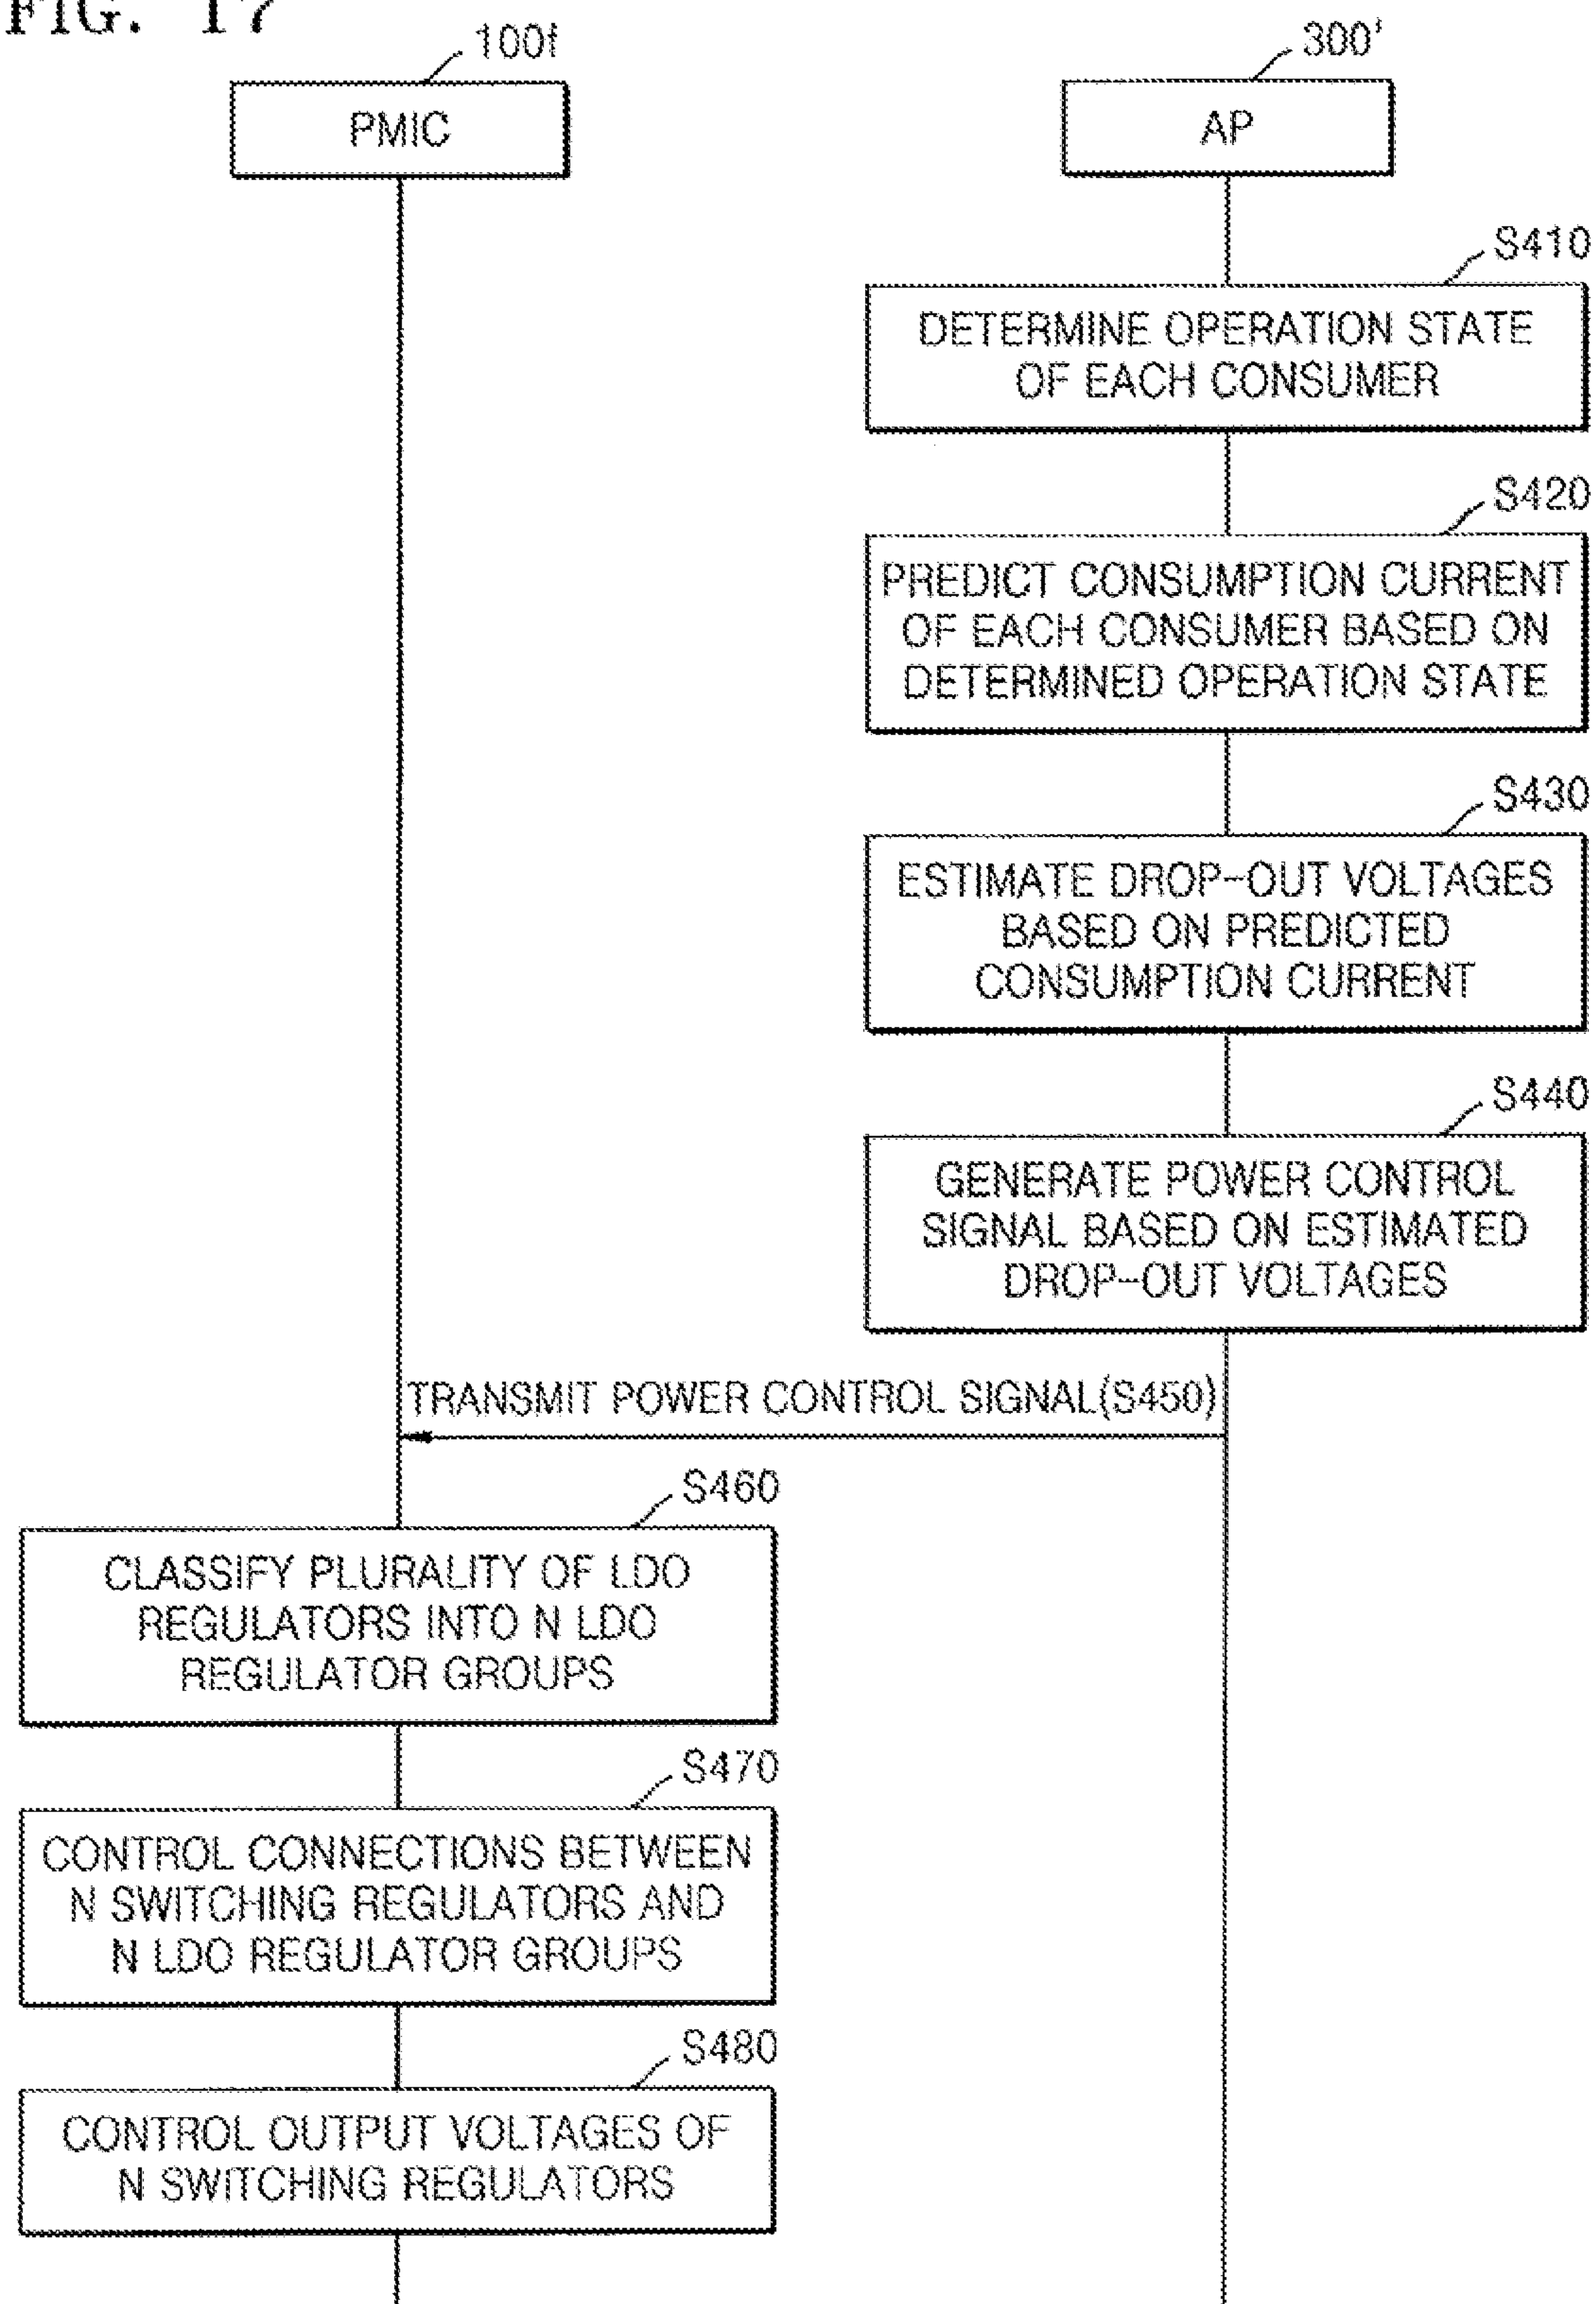 FIG. 17
100f
300'
PMIC
AP
S410
DETERMINE OPERATION STATE
OF EACH CONSUMER
S420
PREDICT CONSUMPTION CURRENT
OF EACH CONSUMER BASED ON
DETERMINED OPERATION STATE
S430
ESTIMATE DROP-OUT VOLTAGES
BASED ON PREDICTED
CONSUMPTION CURRENT
S440
GENERATE POWER CONTROL
SIGNAL BASED ON ESTIMATED
DROP-OUT VOLTAGES
TRANSMIT POWER CONTROL SIGNAL(S450)
S460
CLASSIFY PLURALITY OF LDO
REGULATORS INTO N LDO
REGULATOR GROUPS
S470
CONTROL CONNECTIONS BETWEEN
N SWITCHING REGULATORS AND
N LDO REGULATOR GROUPS
S480
CONTROL OUTPUT VOLTAGES OF
N SWITCHING REGULATORS